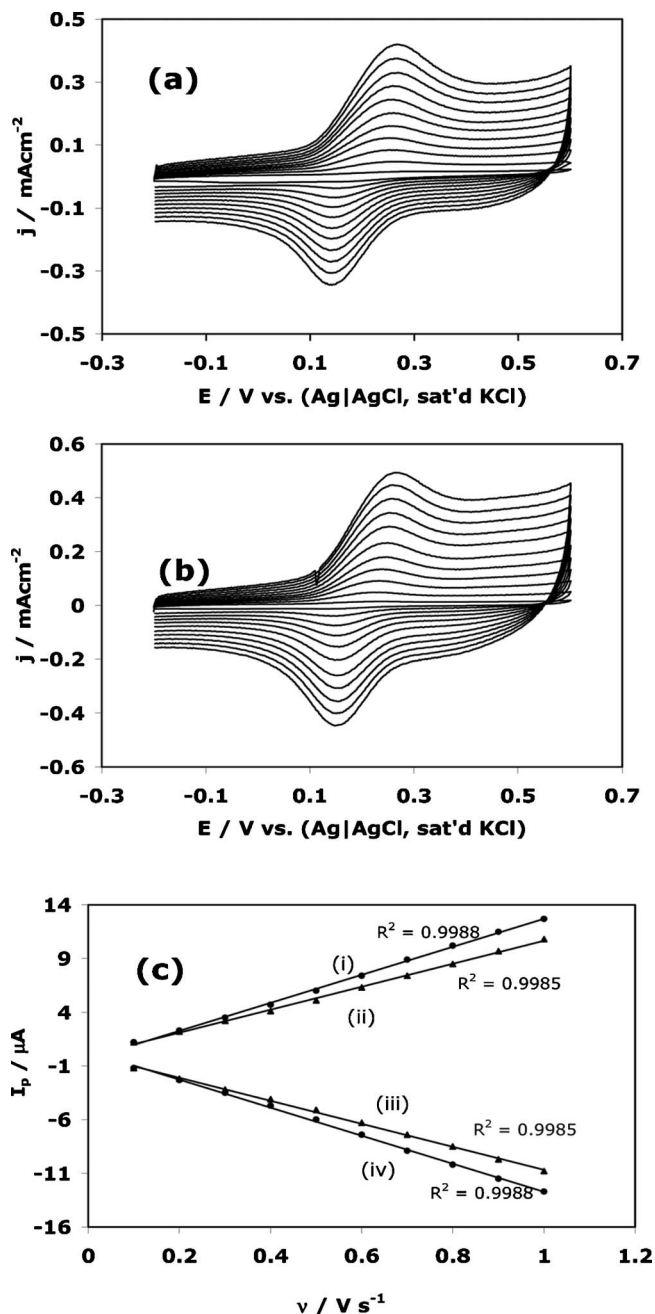 (a)
j / mAcm⁻²
0.5
0.3
0.1
-0.1
-0.3
-0.5
-0.3
-0.1
0.1
0.3
0.5
0.7
E / V vs. (Ag|AgCl, sat'd KCl)
(b)
j / mAcm⁻²
0.6
0.4
0.2
0
-0.2
-0.4
-0.6
-0.3
-0.1
0.1
0.3
0.5
0.7
E / V vs. (Ag|AgCl, sat'd KCl)
(c)
Iₚ / μA
14
9
4
-1
-6
-11
-16
R² = 0.9988
(i)
R² = 0.9985
(ii)
(iii)
R² = 0.9985
(iv)
R² = 0.9988
0
0.2
0.4
0.6
0.8
1
1.2
ν / V s⁻¹